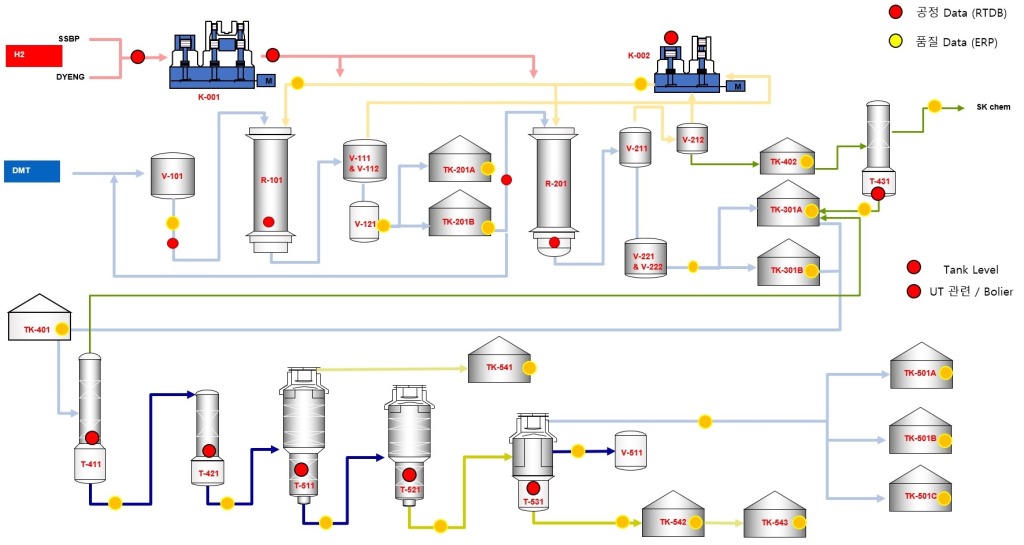 공정 Data (RTDB)
품질 Data (ERP)
SSBP
H2
DYENG
K-001
M
K-002
M
SK chem
DMT
V-101
R-101
V-111
& V-112
V-121
TK-201A
TK-201B
R-201
V-211
V-212
V-221
& V-222
TK-402
TK-301A
TK-301B
T-431
Tank Level
UT 관련 / Bolier
TK-401
T-411
T-421
T-511
TK-541
T-521
T-531
V-511
TK-542
TK-543
TK-501A
TK-501B
TK-501C